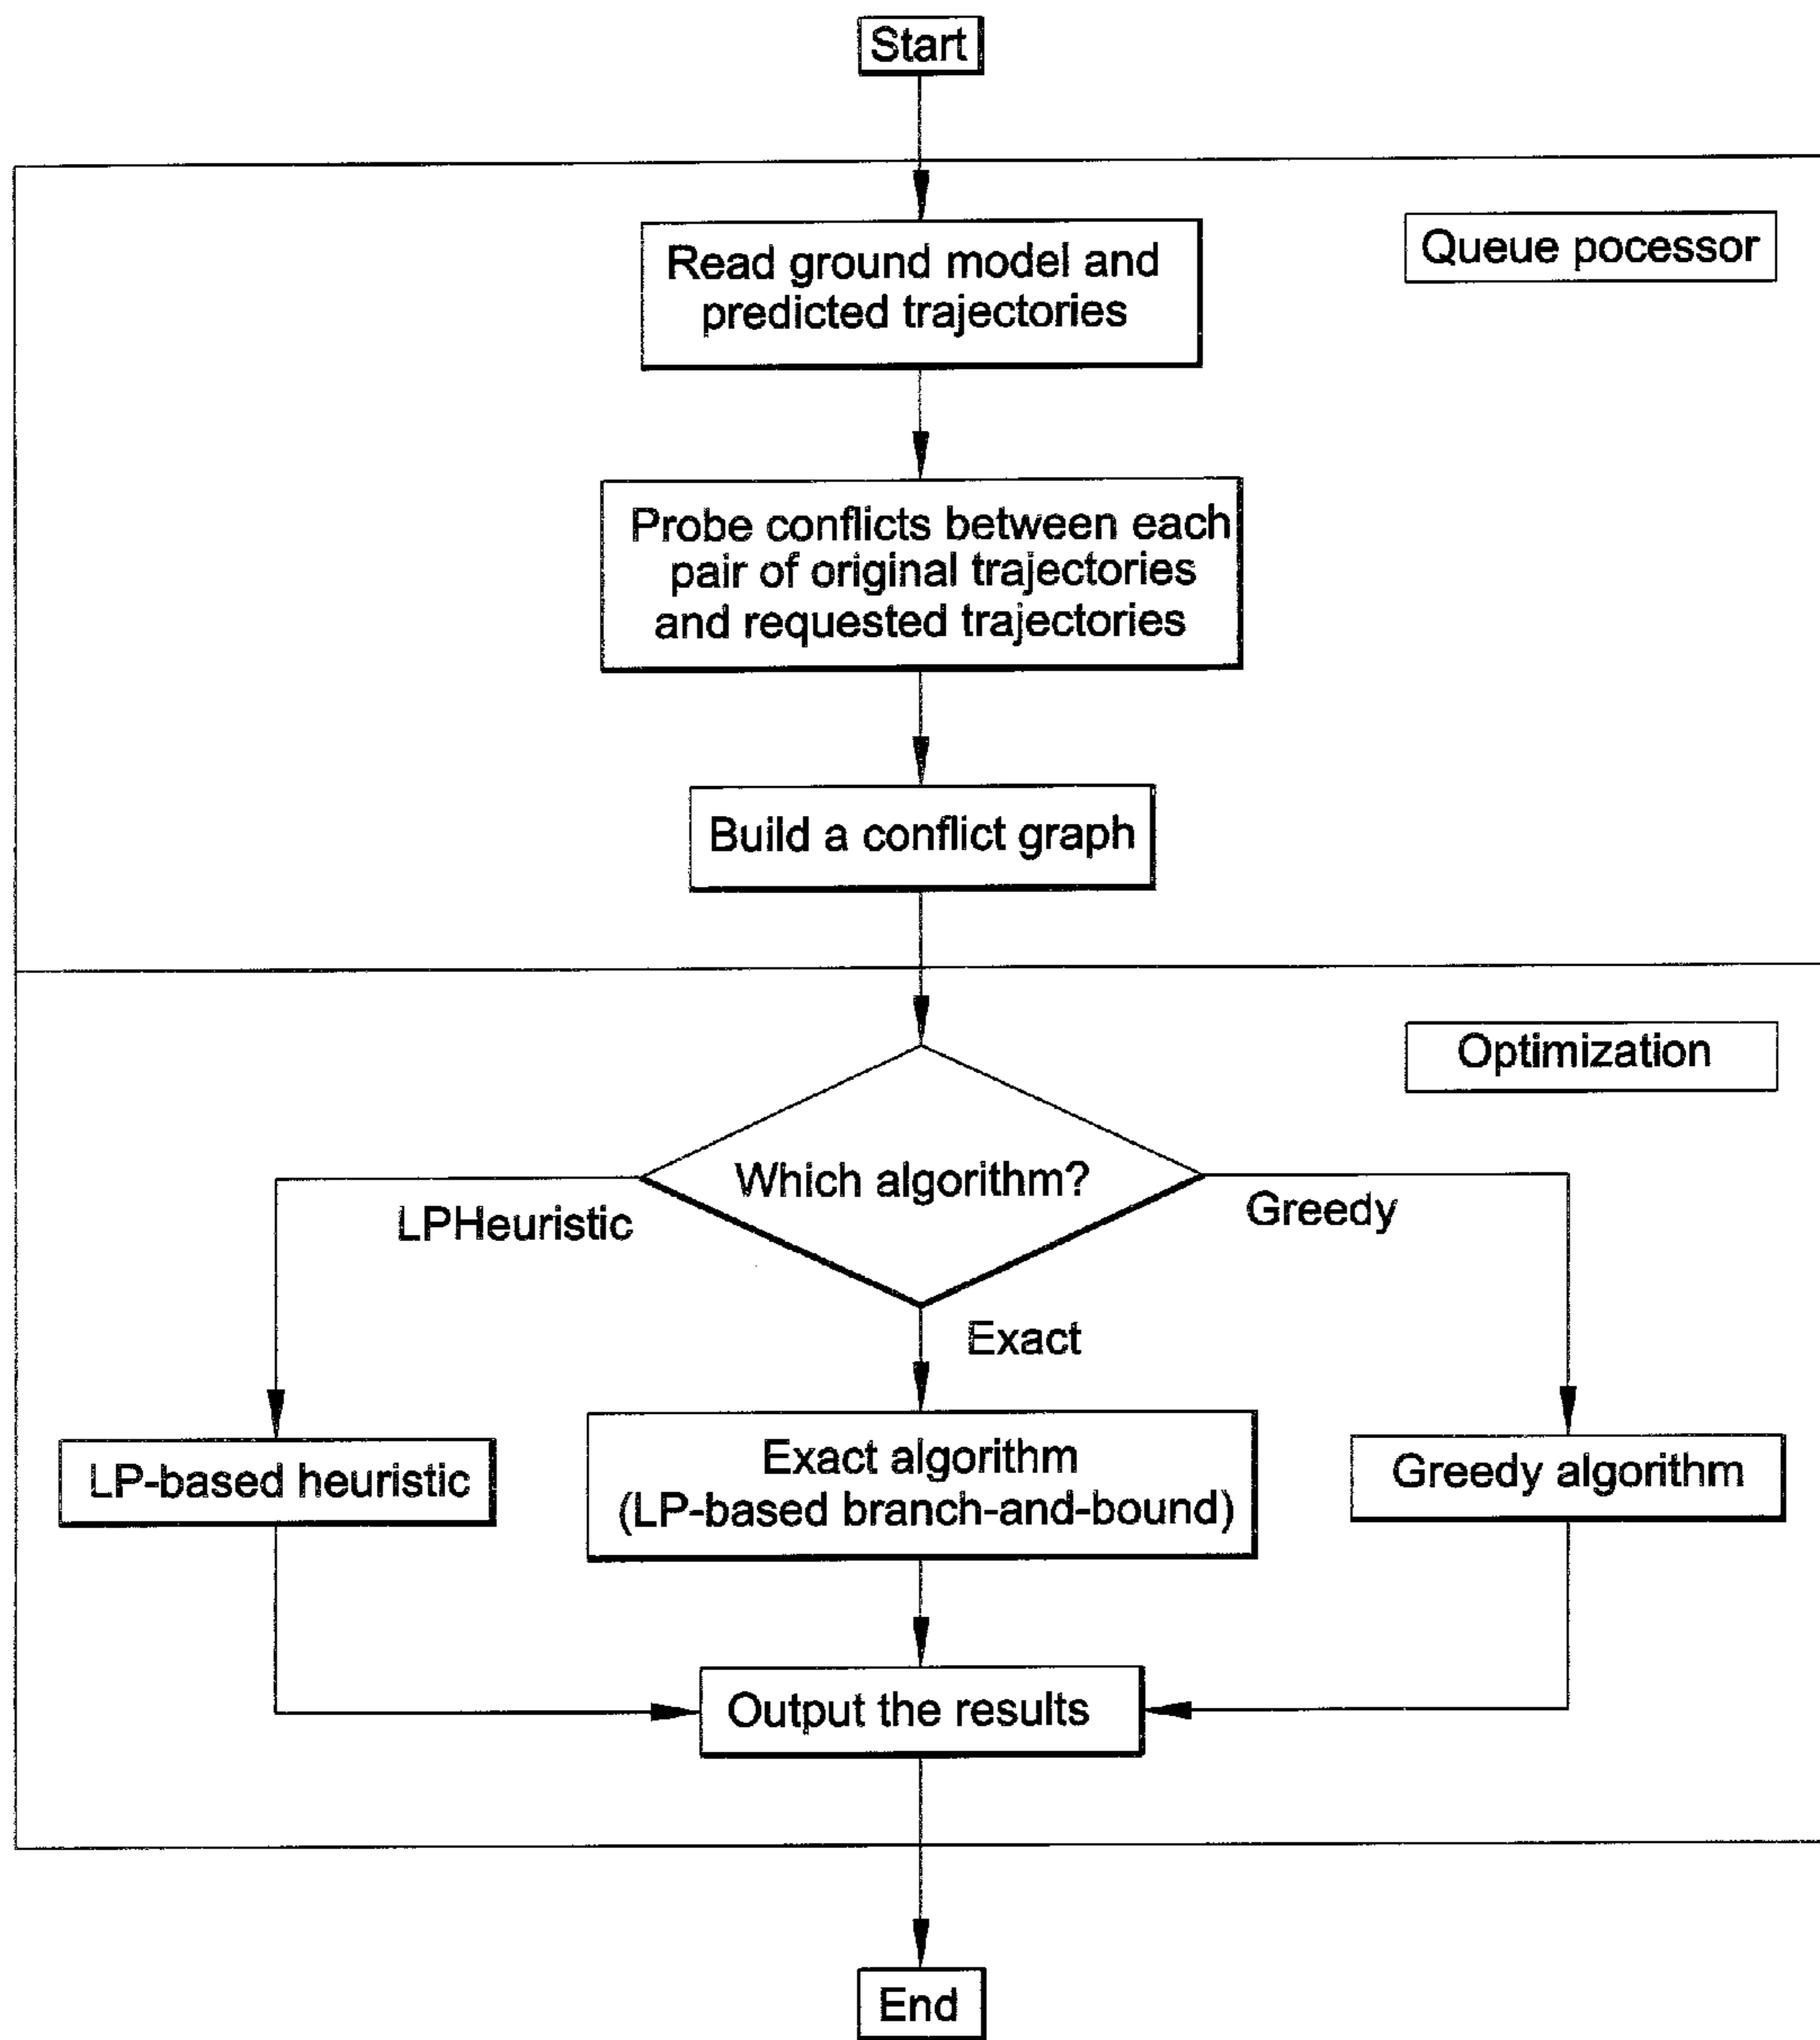 Start
Read ground model and
predicted trajectories
Queue pocessor
Probe conflicts between each
pair of original trajectories
and requested trajectories
Build a conflict graph
Optimization
Which algorithm?
LPHeuristic
Greedy
Exact
LP-based heuristic
Exact algorithm
(LP-based branch-and-bound)
Greedy algorithm
Output the results
End